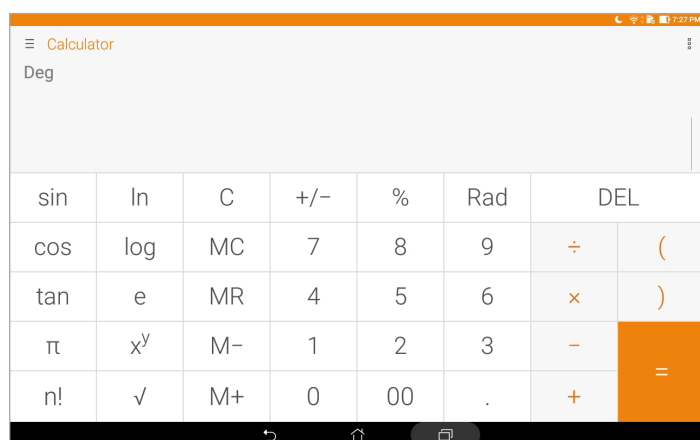 7:27 PM
Calculator
Deg
sin ln C +/− % Rad DEL
cos log MC 7 8 9 ÷ (
tan e MR 4 5 6 × )
π xʸ M− 1 2 3 −
n! √ M+ 0 00 . + =